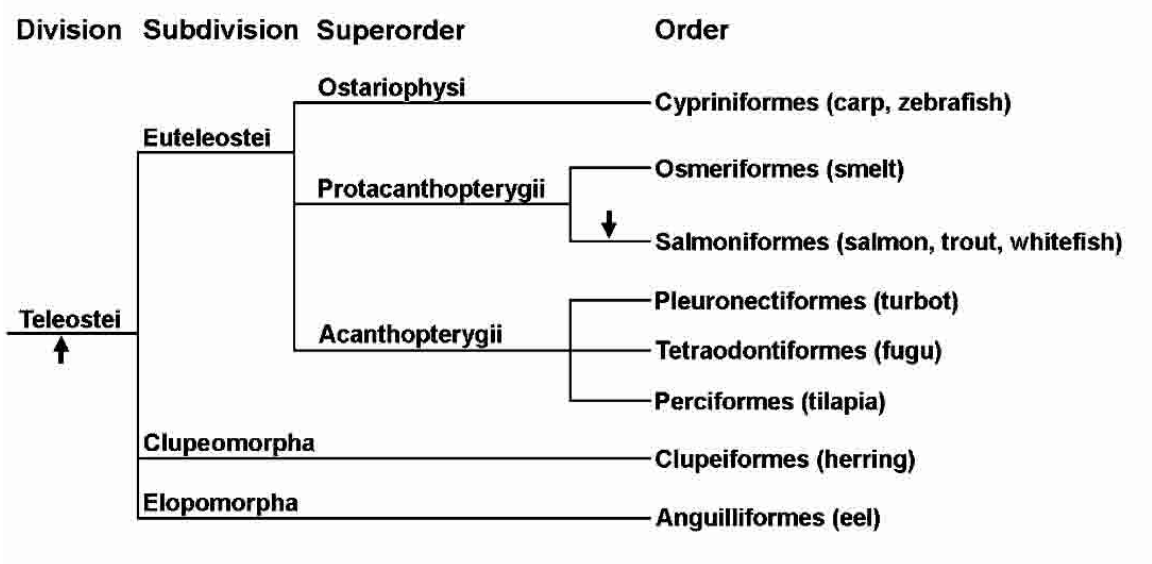 Division Subdivision Superorder Order
Ostariophysi
Cypriniformes (carp, zebrafish)
Euteleostei
Osmeriformes (smelt)
Protacanthopterygii
Salmoniformes (salmon, trout, whitefish)
Pleuronectiformes (turbot)
Teleostei
Acanthopterygii
Tetraodontiformes (fugu)
Perciformes (tilapia)
Clupeomorpha
Clupeiformes (herring)
Elopomorpha
Anguilliformes (eel)